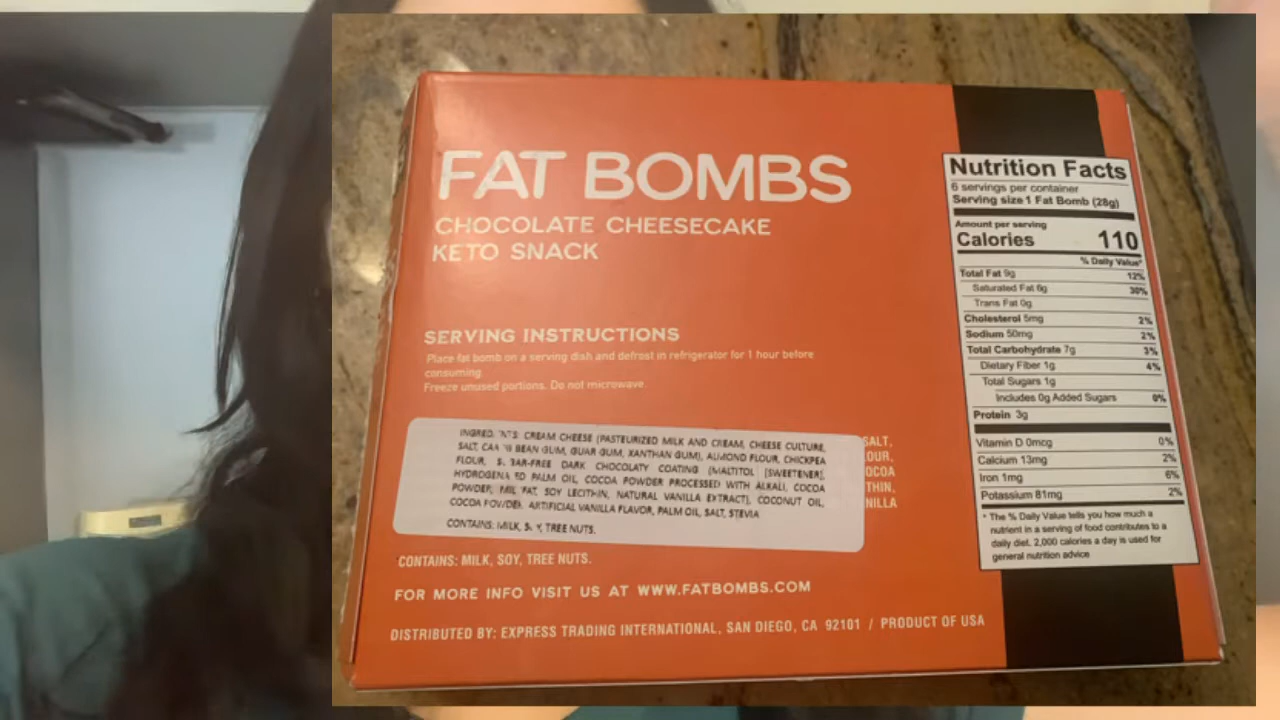 FAT BOMBS
CHOCOLATE CHEESECAKE
KETO SNACK
SERVING INSTRUCTIONS
Place fat bomb on a serving dish and defrost in refrigerator for 1 hour before
consuming.
Freeze unused portions. Do not microwave.
CREAM CHEESE (PASTEURIZED MILK AND CREAM, CHEESE CULTURE,
SALT, BEAN GUM, GUAR GUM, XANTHAN GUM), ALMOND FLOUR, CHICKPEA
FLOUR, DARK CHOCOLATY COATING (MALTITOL [SWEETENER],
PALM OIL, COCOA POWDER PROCESSED WITH ALKALI, COCOA
POWDER, FAT, SOY LECITHIN, NATURAL VANILLA EXTRACT), COCONUT OIL,
COCOA ARTIFICIAL VANILLA FLAVOR, PALM OIL, SALT, STEVIA
CONTAINS: MILK, TREE NUTS.
SALT,
OUR,
OCOA
THIN,
NILLA
CONTAINS: MILK, SOY, TREE NUTS.
FOR MORE INFO VISIT US AT WWW.FATBOMBS.COM
DISTRIBUTED BY: EXPRESS TRADING INTERNATIONAL, SAN DIEGO, CA 92101 / PRODUCT OF USA
Nutrition Facts
6 servings per container
Serving size 1 Fat Bomb (28g)
Amount per serving
Calories 110
% Daily Value*
Total Fat 9g 12%
Saturated Fat 6g 30%
Trans Fat 0g
Cholesterol 5mg 2%
Sodium 50mg 2%
Total Carbohydrate 7g 3%
Dietary Fiber 1g 4%
Total Sugars 1g
Includes 0g Added Sugars 0%
Protein 3g
Vitamin D 0mcg 0%
Calcium 13mg 2%
Iron 1mg 6%
Potassium 81mg 2%
* The % Daily Value tells you how much a
nutrient in a serving of food contributes to a
daily diet. 2,000 calories a day is used for
general nutrition advice